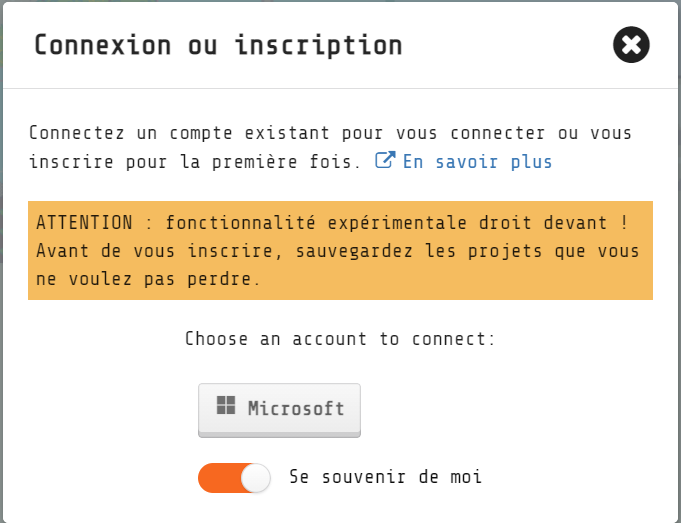 Connexion ou inscription
Connectez un compte existant pour vous connecter ou vous
inscrire pour la première fois. En savoir plus
ATTENTION : fonctionnalité expérimentale droit devant !
Avant de vous inscrire, sauvegardez les projets que vous
ne voulez pas perdre.
Choose an account to connect:
Microsoft
Se souvenir de moi